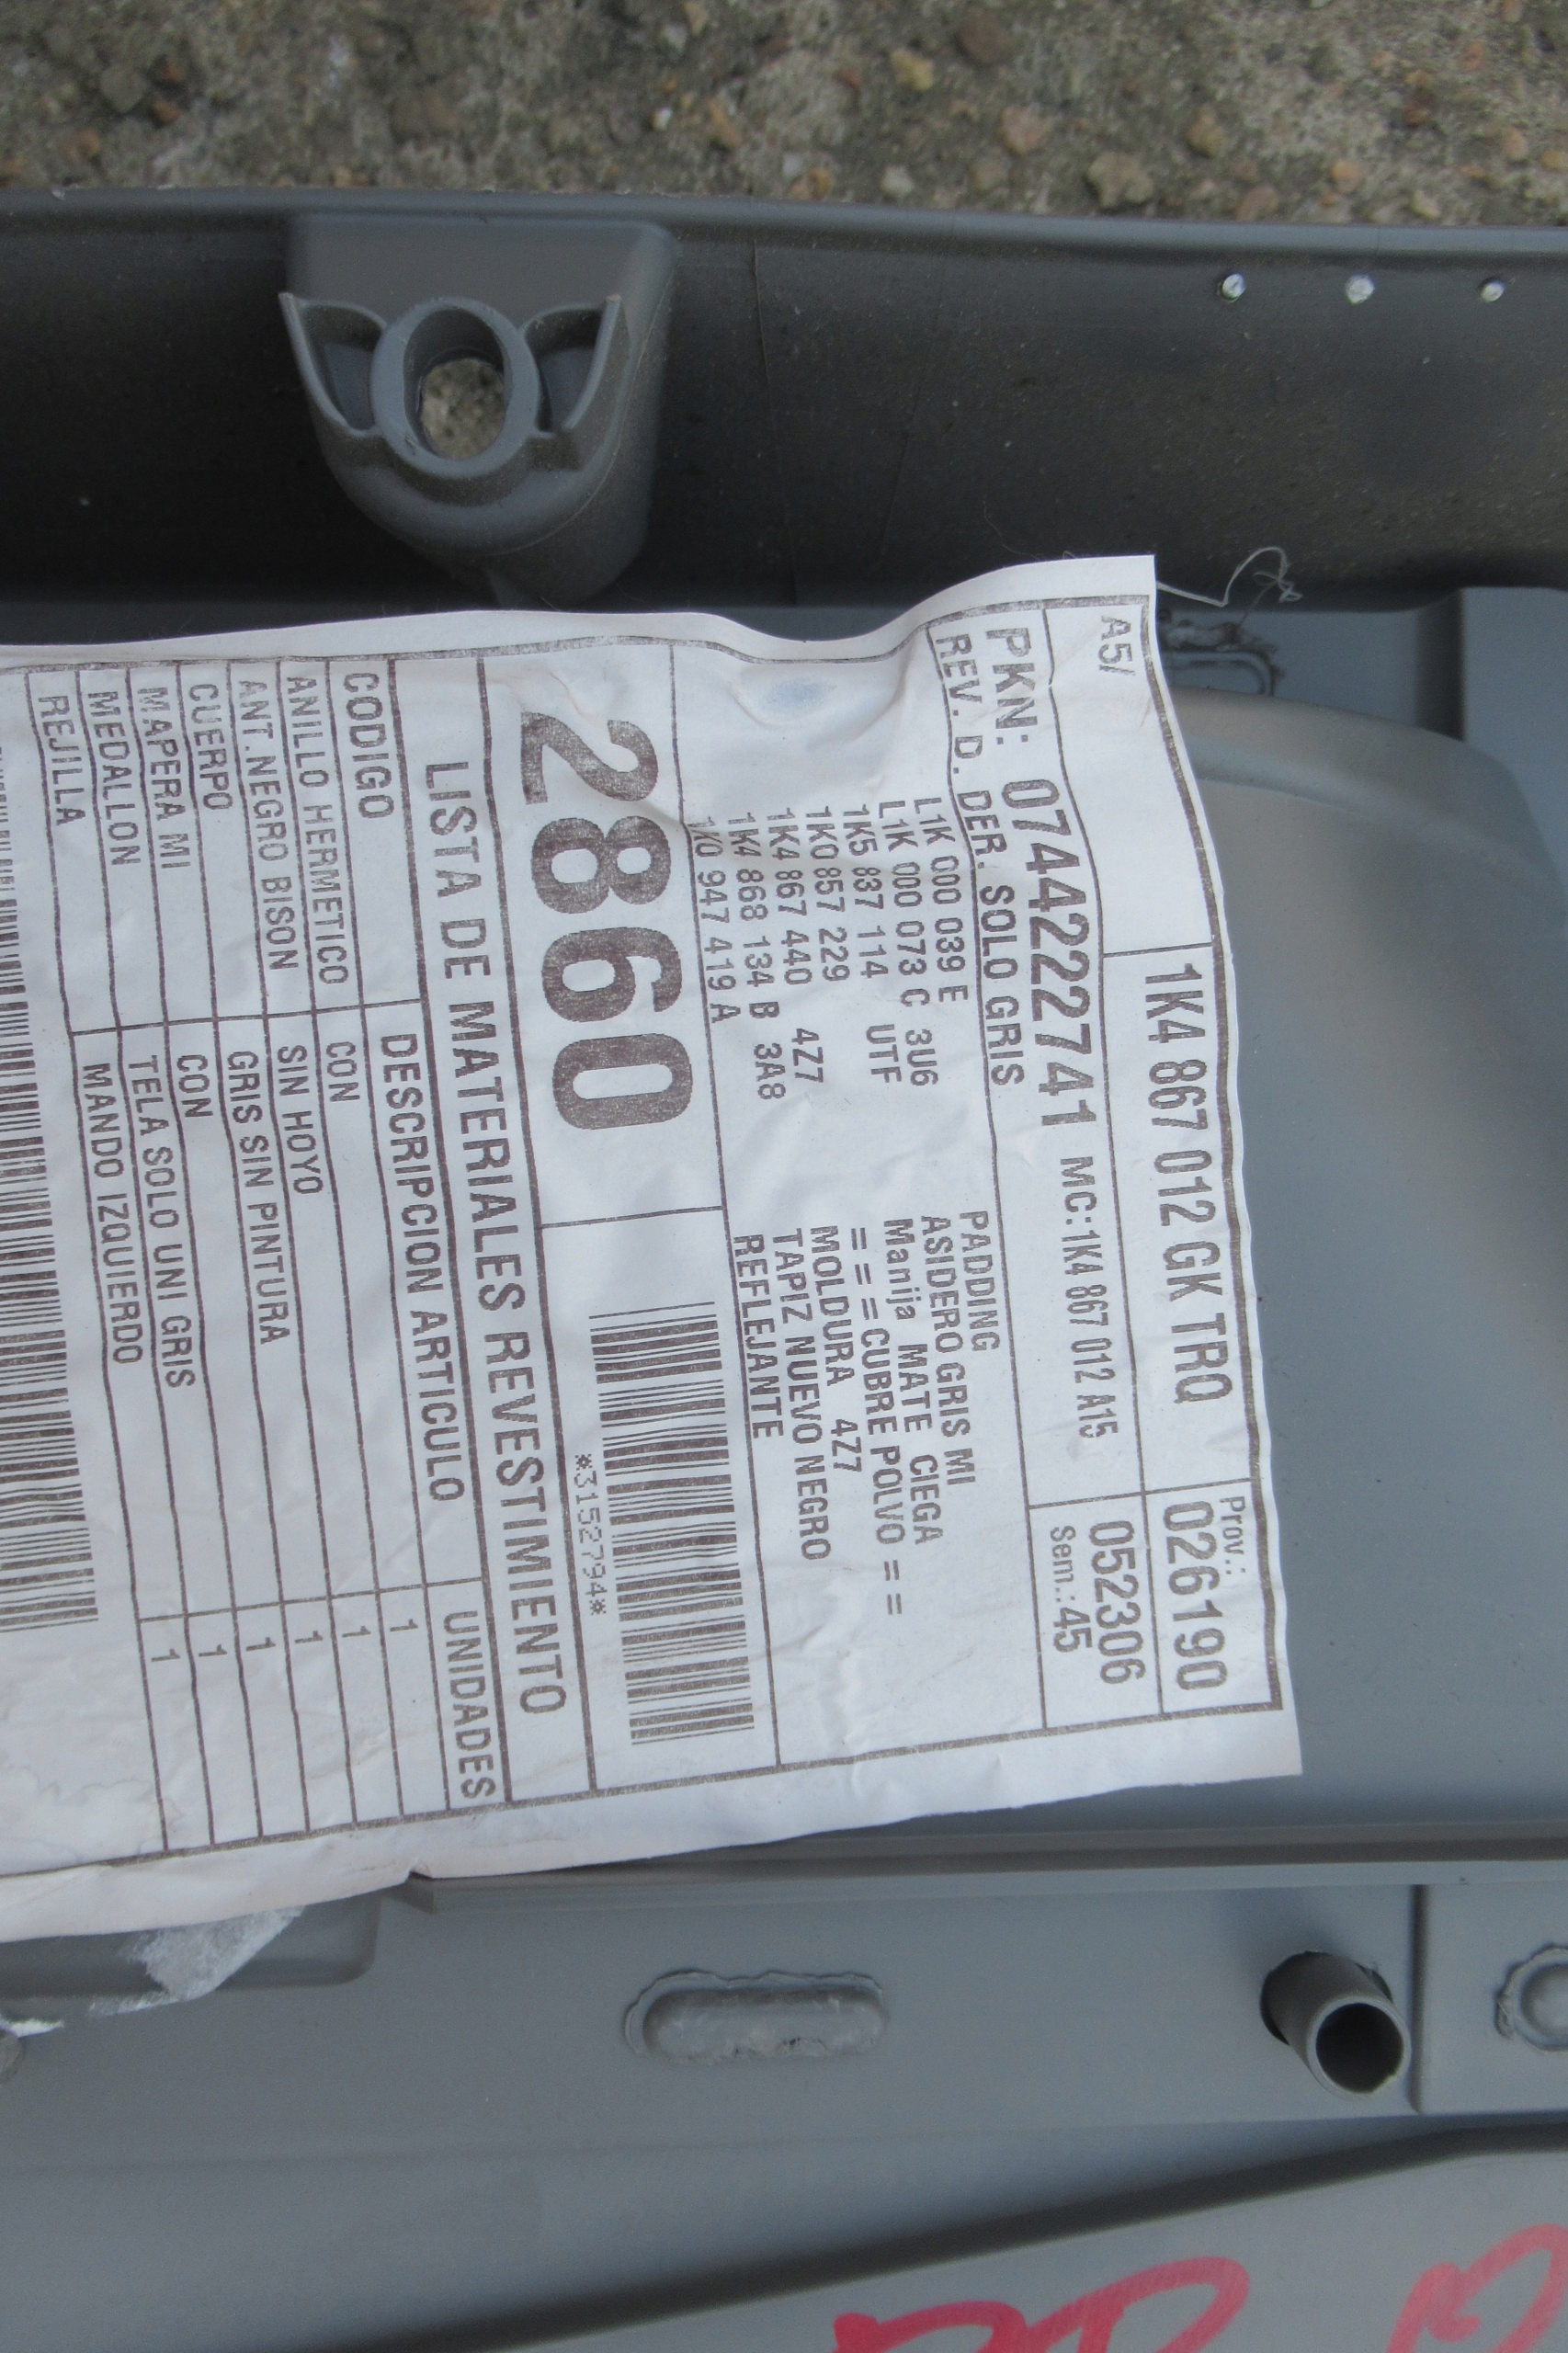 A5/
1K4 867 012 GK TRQ
Prov.:
026190
PKN: 07442222741 MC:1K4 867 012 A15
052306
REV. D. DER. SOLO GRIS
Sem.:45
L1K 000 039 E PADDING
L1K 000 073 C 3U6 ASIDERO GRIS MI
1K5 837 114 UTF Manija MATE CIEGA
1K0 857 229 = = = CUBRE POLVO = =
1K4 867 440 4Z7 MOLDURA 4Z7
1K4 868 134 B 3A8 TAPIZ NUEVO NEGRO
1K0 947 419 A REFLEJANTE
2860
*3152794*
LISTA DE MATERIALES REVESTIMIENTO
CODIGO DESCRIPCION ARTICULO UNIDADES
ANILLO HERMETICO CON 1
ANT.NEGRO BISON SIN HOYO 1
CUERPO GRIS SIN PINTURA 1
MAPERA MI CON 1
MEDALLON TELA SOLO UNI GRIS 1
REJILLA MANDO IZQUIERDO 1